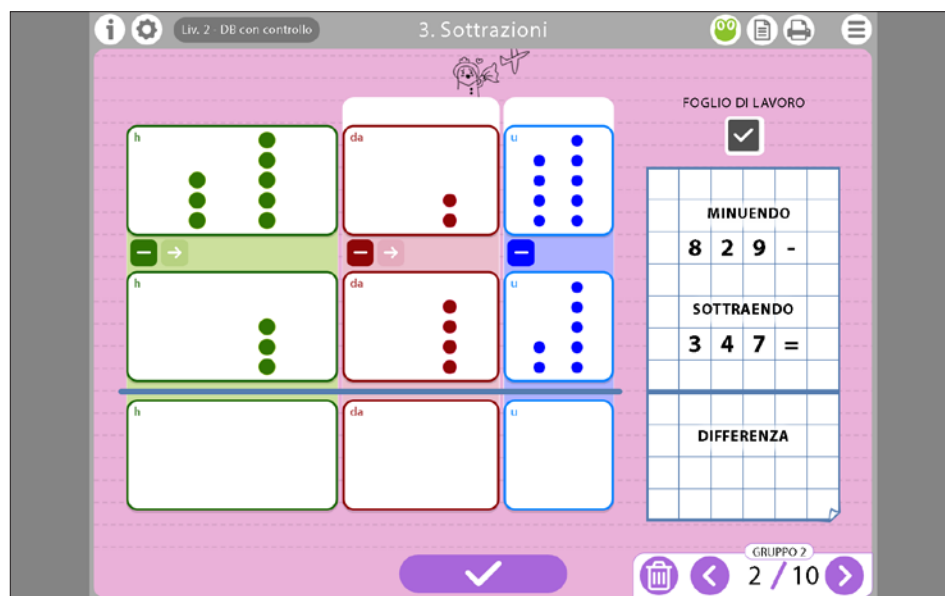 Liv. 2 - DB con controllo
3. Sottrazioni
FOGLIO DI LAVORO
h
da
u
MINUENDO
8 2 9 -
h
da
u
SOTTRAENDO
3 4 7 =
h
da
u
DIFFERENZA
GRUPPO 2
2 / 10